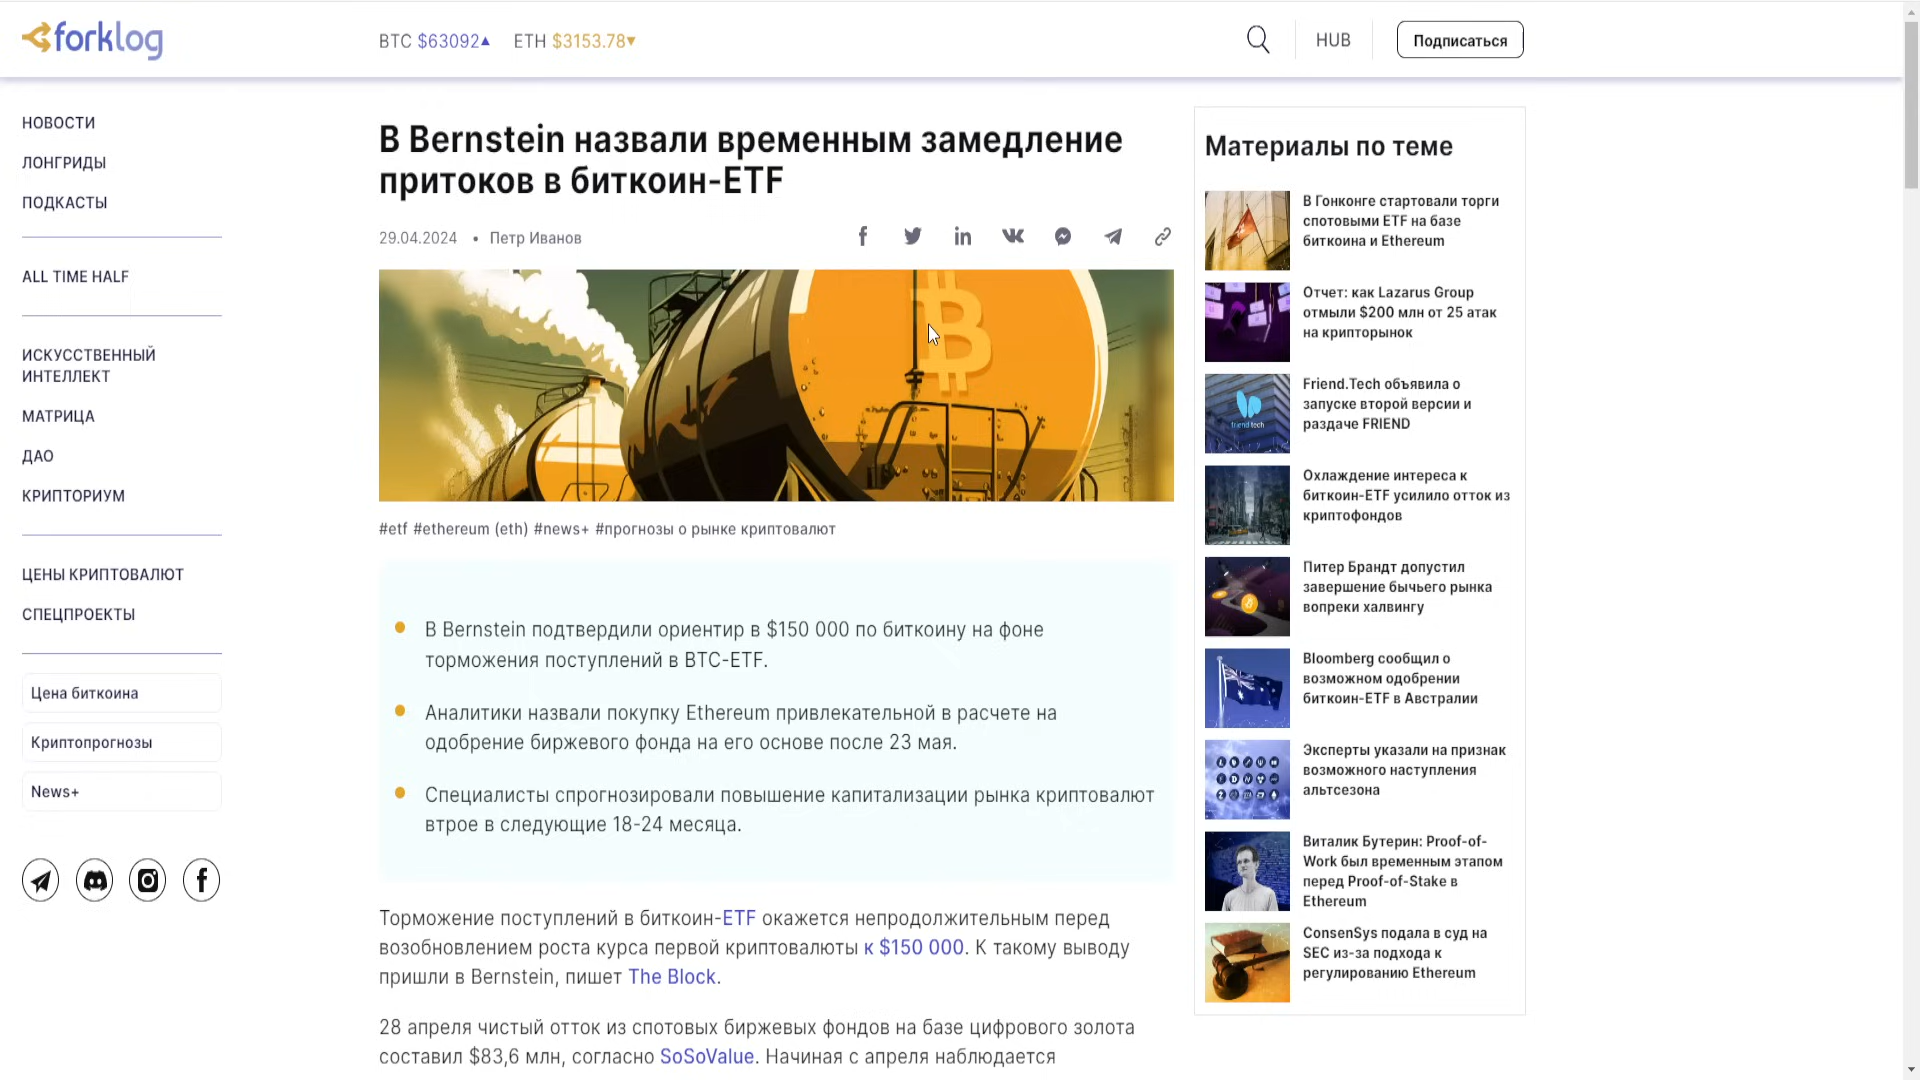 forklog
BTC $63092▲ ETH $3153.78▼
HUB
Подписаться
НОВОСТИ
ЛОНГРИДЫ
ПОДКАСТЫ
ALL TIME HALF
ИСКУССТВЕННЫЙ
ИНТЕЛЛЕКТ
МАТРИЦА
ДАО
КРИПТОРИУМ
ЦЕНЫ КРИПТОВАЛЮТ
СПЕЦПРОЕКТЫ
Цена биткоина
Криптопрогнозы
News+
В Bernstein назвали временным замедление
притоков в биткоин-ETF
29.04.2024 • Петр Иванов
#etf #ethereum (eth) #news+ #прогнозы о рынке криптовалют
В Bernstein подтвердили ориентир в $150 000 по биткоину на фоне
торможения поступлений в BTC-ETF.
Аналитики назвали покупку Ethereum привлекательной в расчете на
одобрение биржевого фонда на его основе после 23 мая.
Специалисты спрогнозировали повышение капитализации рынка криптовалют
втрое в следующие 18-24 месяца.
Торможение поступлений в биткоин-ETF окажется непродолжительным перед
возобновлением роста курса первой криптовалюты к $150 000. К такому выводу
пришли в Bernstein, пишет The Block.
28 апреля чистый отток из спотовых биржевых фондов на базе цифрового золота
составил $83,6 млн, согласно SoSoValue. Начиная с апреля наблюдается
Материалы по теме
В Гонконге стартовали торги
спотовыми ETF на базе
биткоина и Ethereum
Отчет: как Lazarus Group
отмыли $200 млн от 25 атак
на крипторынок
friend tech
Friend.Tech объявила о
запуске второй версии и
раздаче FRIEND
Охлаждение интереса к
биткоин-ETF усилило отток из
криптофондов
Питер Брандт допустил
завершение бычьего рынка
вопреки халвингу
Bloomberg сообщил о
возможном одобрении
биткоин-ETF в Австралии
Эксперты указали на признак
возможного наступления
альтсезона
Виталик Бутерин: Proof-of-
Work был временным этапом
перед Proof-of-Stake в
Ethereum
ConsenSys подала в суд на
SEC из-за подхода к
регулированию Ethereum